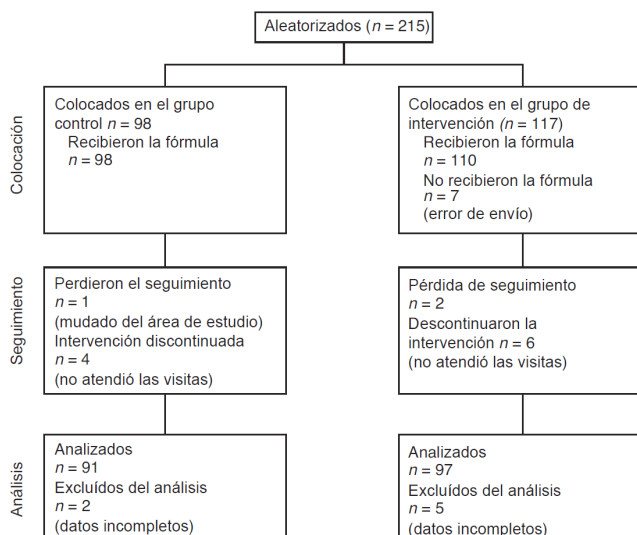 Aleatorizados (n = 215)
Colocación
Colocados en el grupo
control n = 98
Recibieron la fórmula
n = 98
Colocados en el grupo de
intervención (n = 117)
Recibieron la fórmula
n = 110
No recibieron la fórmula
n = 7
(error de envío)
Seguimiento
Perdieron el seguimiento
n = 1
(mudado del área de estudio)
Intervención discontinuada
n = 4
(no atendió las visitas)
Pérdida de seguimiento
n = 2
Descontinuaron la
intervención n = 6
(no atendió las visitas)
Análisis
Analizados
n = 91
Excluídos del análisis
n = 2
(datos incompletos)
Analizados
n = 97
Excluídos del análisis
n = 5
(datos incompletos)